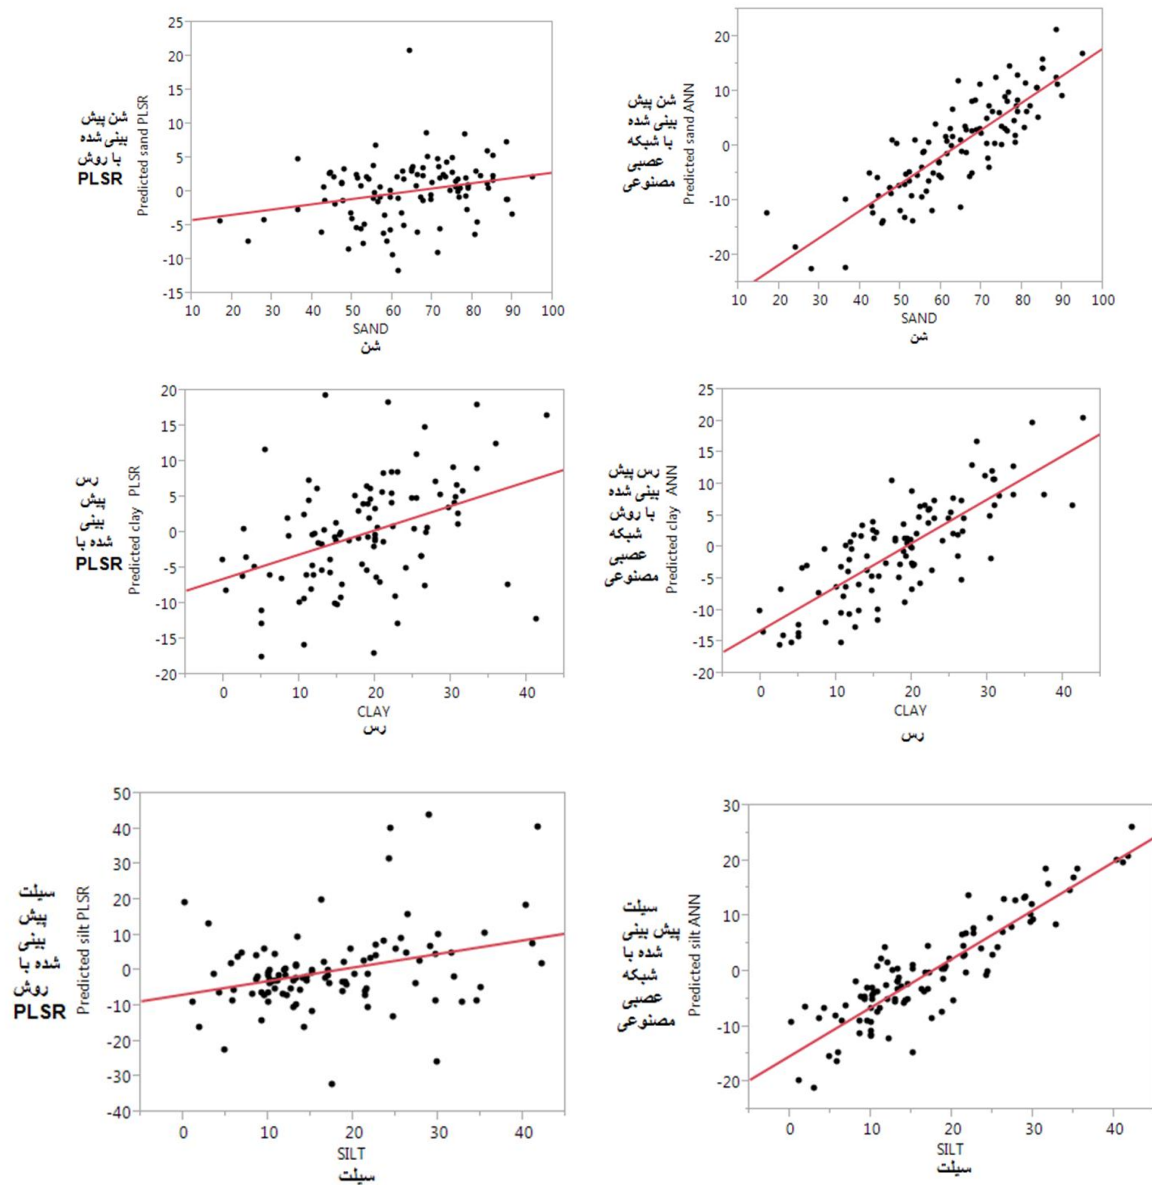 شن پیش
بینی شده
با روش
PLSR
Predicted sand PLSR
25
20
15
10
5
0
-5
-10
-15
10 20 30 40 50 60 70 80 90 100
SAND
شن
شن پیش
بینی شده
با شبکه
عصبی
مصنوعی
Predicted sand ANN
20
10
0
-10
-20
10 20 30 40 50 60 70 80 90 100
SAND
شن
رس
پیش
بینی
شده با
PLSR
Predicted clay PLSR
20
15
10
5
0
-5
-10
-15
-20
0 10 20 30 40
CLAY
رس
رس پیش
بینی شده
با روش
شبکه
عصبی
مصنوعی
Predicted clay ANN
25
20
15
10
5
0
-5
-10
-15
-20
0 10 20 30 40
CLAY
رس
سیلت
پیش
بینی
شده با
روش
PLSR
Predicted silt PLSR
50
40
30
20
10
0
-10
-20
-30
-40
0 10 20 30 40
SILT
سیلت
سیلت
پیش بینی
شده با
شبکه
عصبی
مصنوعی
Predicted silt ANN
30
20
10
0
-10
-20
0 10 20 30 40
SILT
سیلت